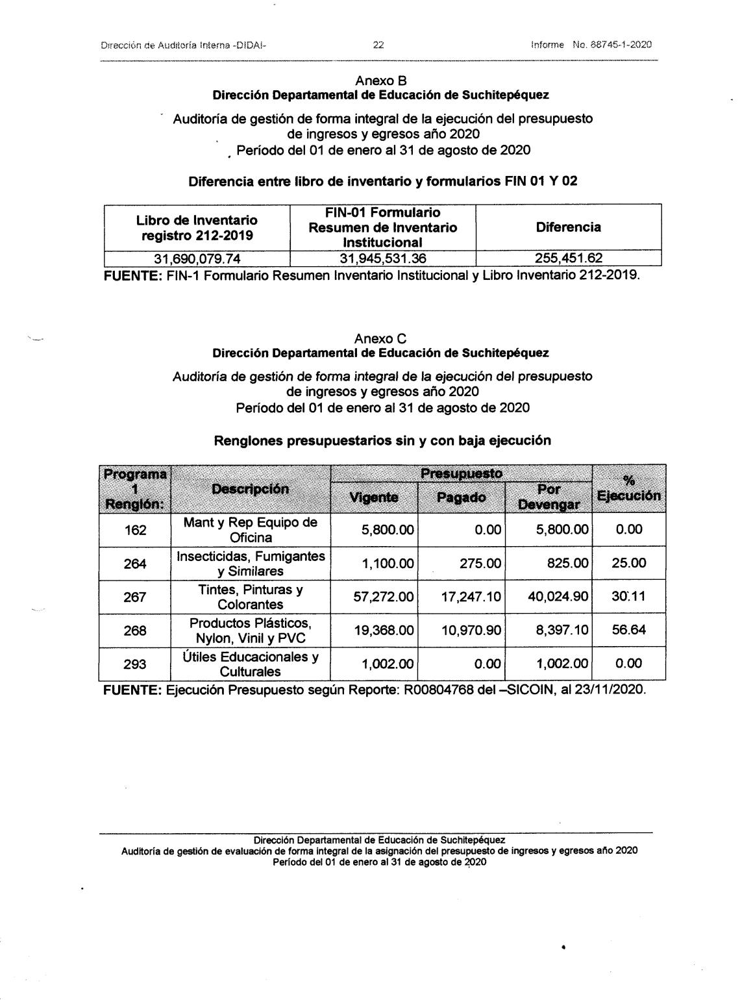 Dirección de Auditoría Interna -DIDAI- 22 Informe No. 88745-1-2020
Anexo B
Dirección Departamental de Educación de Suchitepéquez
Auditoría de gestión de forma integral de la ejecución del presupuesto
de ingresos y egresos año 2020
Período del 01 de enero al 31 de agosto de 2020
Diferencia entre libro de inventario y formularios FIN 01 Y 02
Libro de Inventario
registro 212-2019
FIN-01 Formulario
Resumen de Inventario
Institucional
Diferencia
31,690,079.74 31,945,531.36 255,451.62
FUENTE: FIN-1 Formulario Resumen Inventario Institucional y Libro Inventario 212-2019.
Anexo C
Dirección Departamental de Educación de Suchitepéquez
Auditoría de gestión de forma integral de la ejecución del presupuesto
de ingresos y egresos año 2020
Período del 01 de enero al 31 de agosto de 2020
Renglones presupuestarios sin y con baja ejecución
Programa
1
Renglón:
Descripción
Presupuesto
Vigente
Pagado
Por
Devengar
%
Ejecución
162
Mant y Rep Equipo de
Oficina
5,800.00 0.00 5,800.00 0.00
264
Insecticidas, Fumigantes
y Similares
1,100.00 275.00 825.00 25.00
267
Tintes, Pinturas y
Colorantes
57,272.00 17,247.10 40,024.90 30.11
268
Productos Plásticos,
Nylon, Vinil y PVC
19,368.00 10,970.90 8,397.10 56.64
293
Útiles Educacionales y
Culturales
1,002.00 0.00 1,002.00 0.00
FUENTE: Ejecución Presupuesto según Reporte: R00804768 del –SICOIN, al 23/11/2020.
Dirección Departamental de Educación de Suchitepéquez
Auditoría de gestión de evaluación de forma integral de la asignación del presupuesto de ingresos y egresos año 2020
Período del 01 de enero al 31 de agosto de 2020